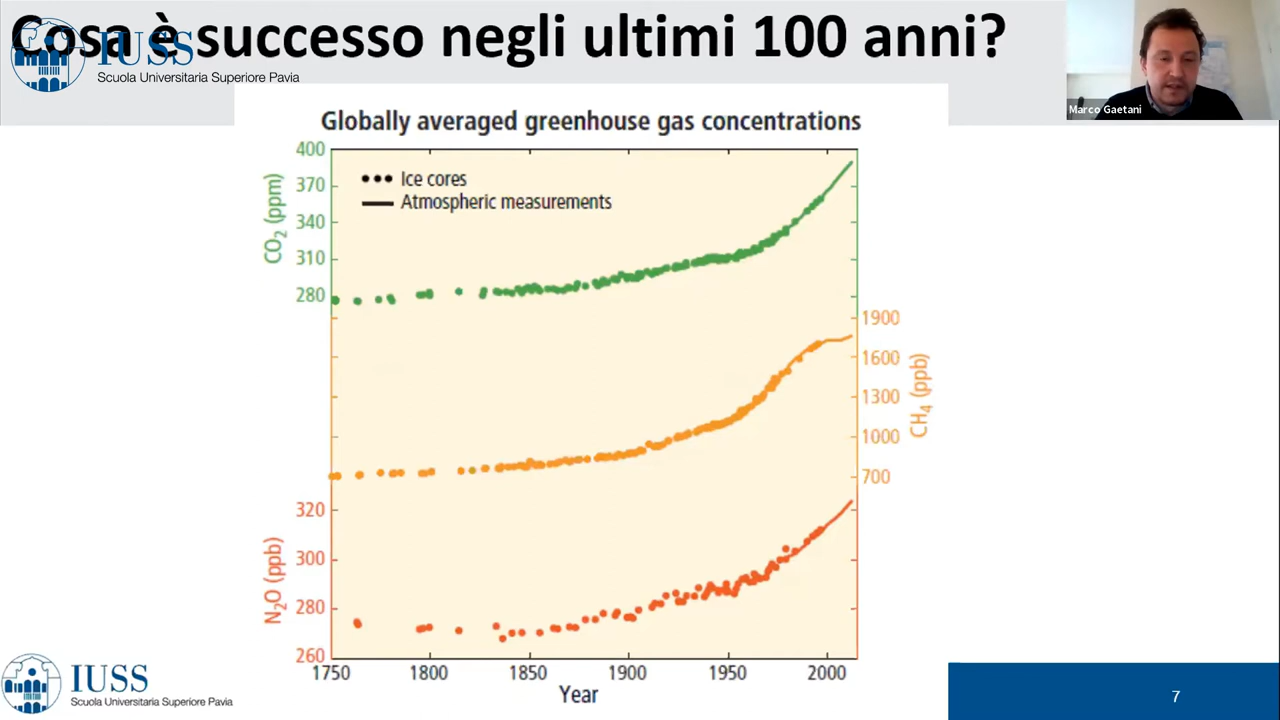 Cosa è successo negli ultimi 100 anni?
IUSS
Scuola Universitaria Superiore Pavia
Marco Gaetani
Globally averaged greenhouse gas concentrations
Ice cores
Atmospheric measurements
CO2 (ppm)
400
370
340
310
280
CH4 (ppb)
1900
1600
1300
1000
700
N2O (ppb)
320
300
280
260
1750
1800
1850
1900
1950
2000
Year
IUSS
Scuola Universitaria Superiore Pavia
7